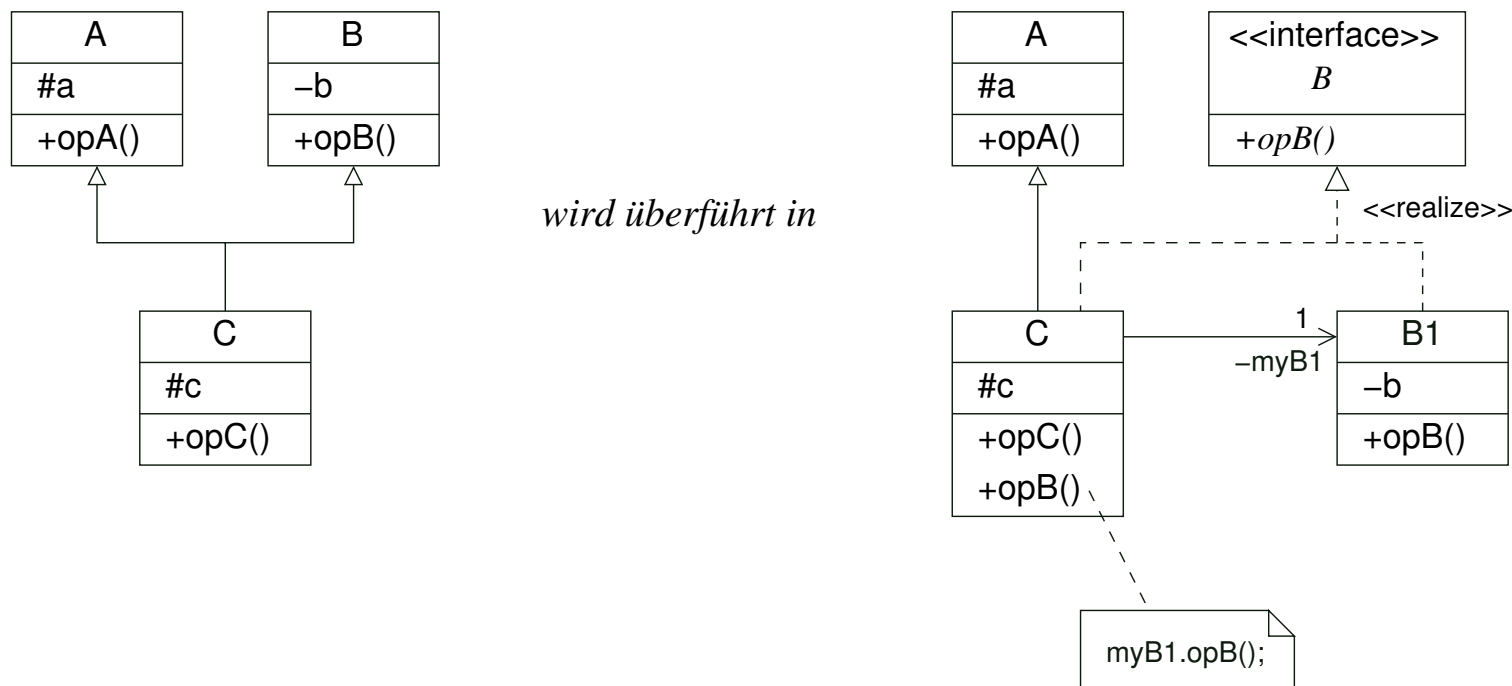 A
#a
+opA()
B
–b
+opB()
C
#c
+opC()
wird überführt in
A
#a
+opA()
<<interface>>
B
+opB()
<<realize>>
C
#c
+opC()
+opB()
1
–myB1
B1
–b
+opB()
myB1.opB();